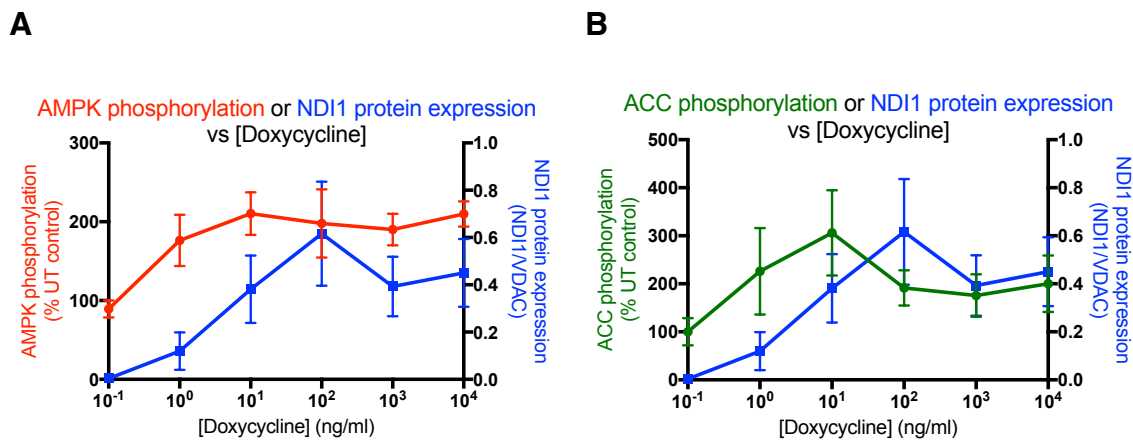 A
AMPK phosphorylation or NDI1 protein expression
vs [Doxycycline]
AMPK phosphorylation
(% UT control)
300
200
100
0
1.0
0.8
0.6
0.4
0.2
0.0
NDI1 protein expression
(NDI1/VDAC)
10⁻¹ 10⁰ 10¹ 10² 10³ 10⁴
[Doxycycline] (ng/ml)
B
ACC phosphorylation or NDI1 protein expression
vs [Doxycycline]
ACC phosphorylation
(% UT control)
500
400
300
200
100
0
1.0
0.8
0.6
0.4
0.2
0.0
NDI1 protein expression
(NDI1/VDAC)
10⁻¹ 10⁰ 10¹ 10² 10³ 10⁴
[Doxycycline] (ng/ml)